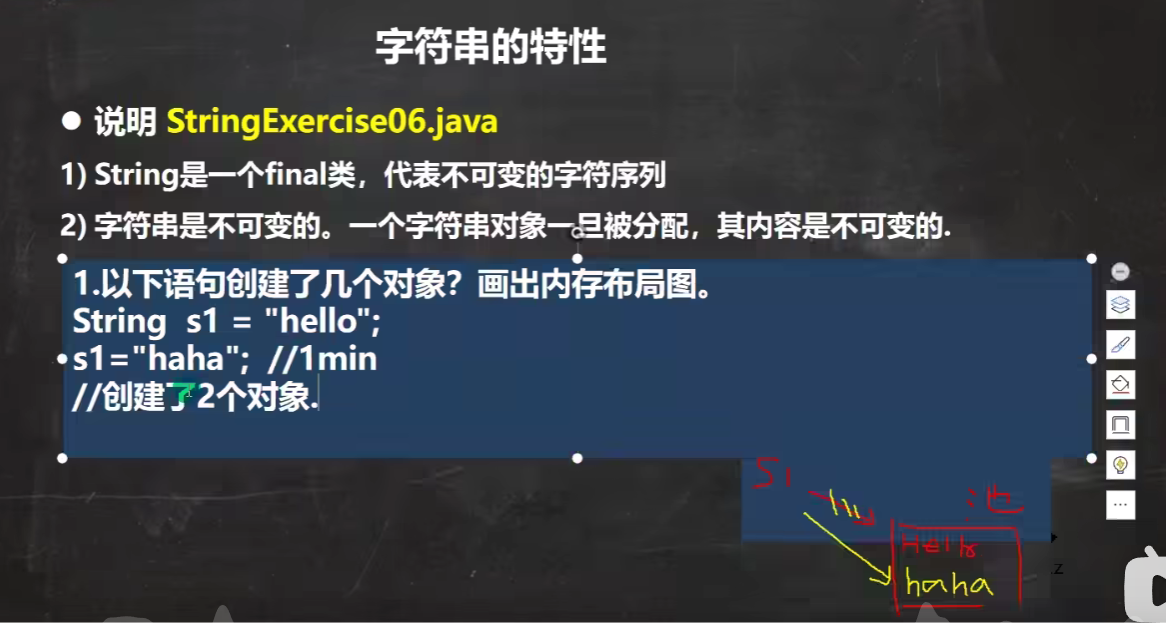 字符串的特性
● 说明 StringExercise06.java
1) String是一个final类，代表不可变的字符序列
2) 字符串是不可变的。一个字符串对象一旦被分配，其内容是不可变的.
1.以下语句创建了几个对象？画出内存布局图。
String s1 = "hello";
s1="haha"; //1min
//创建了2个对象.
S1
池
Hello
haha
z